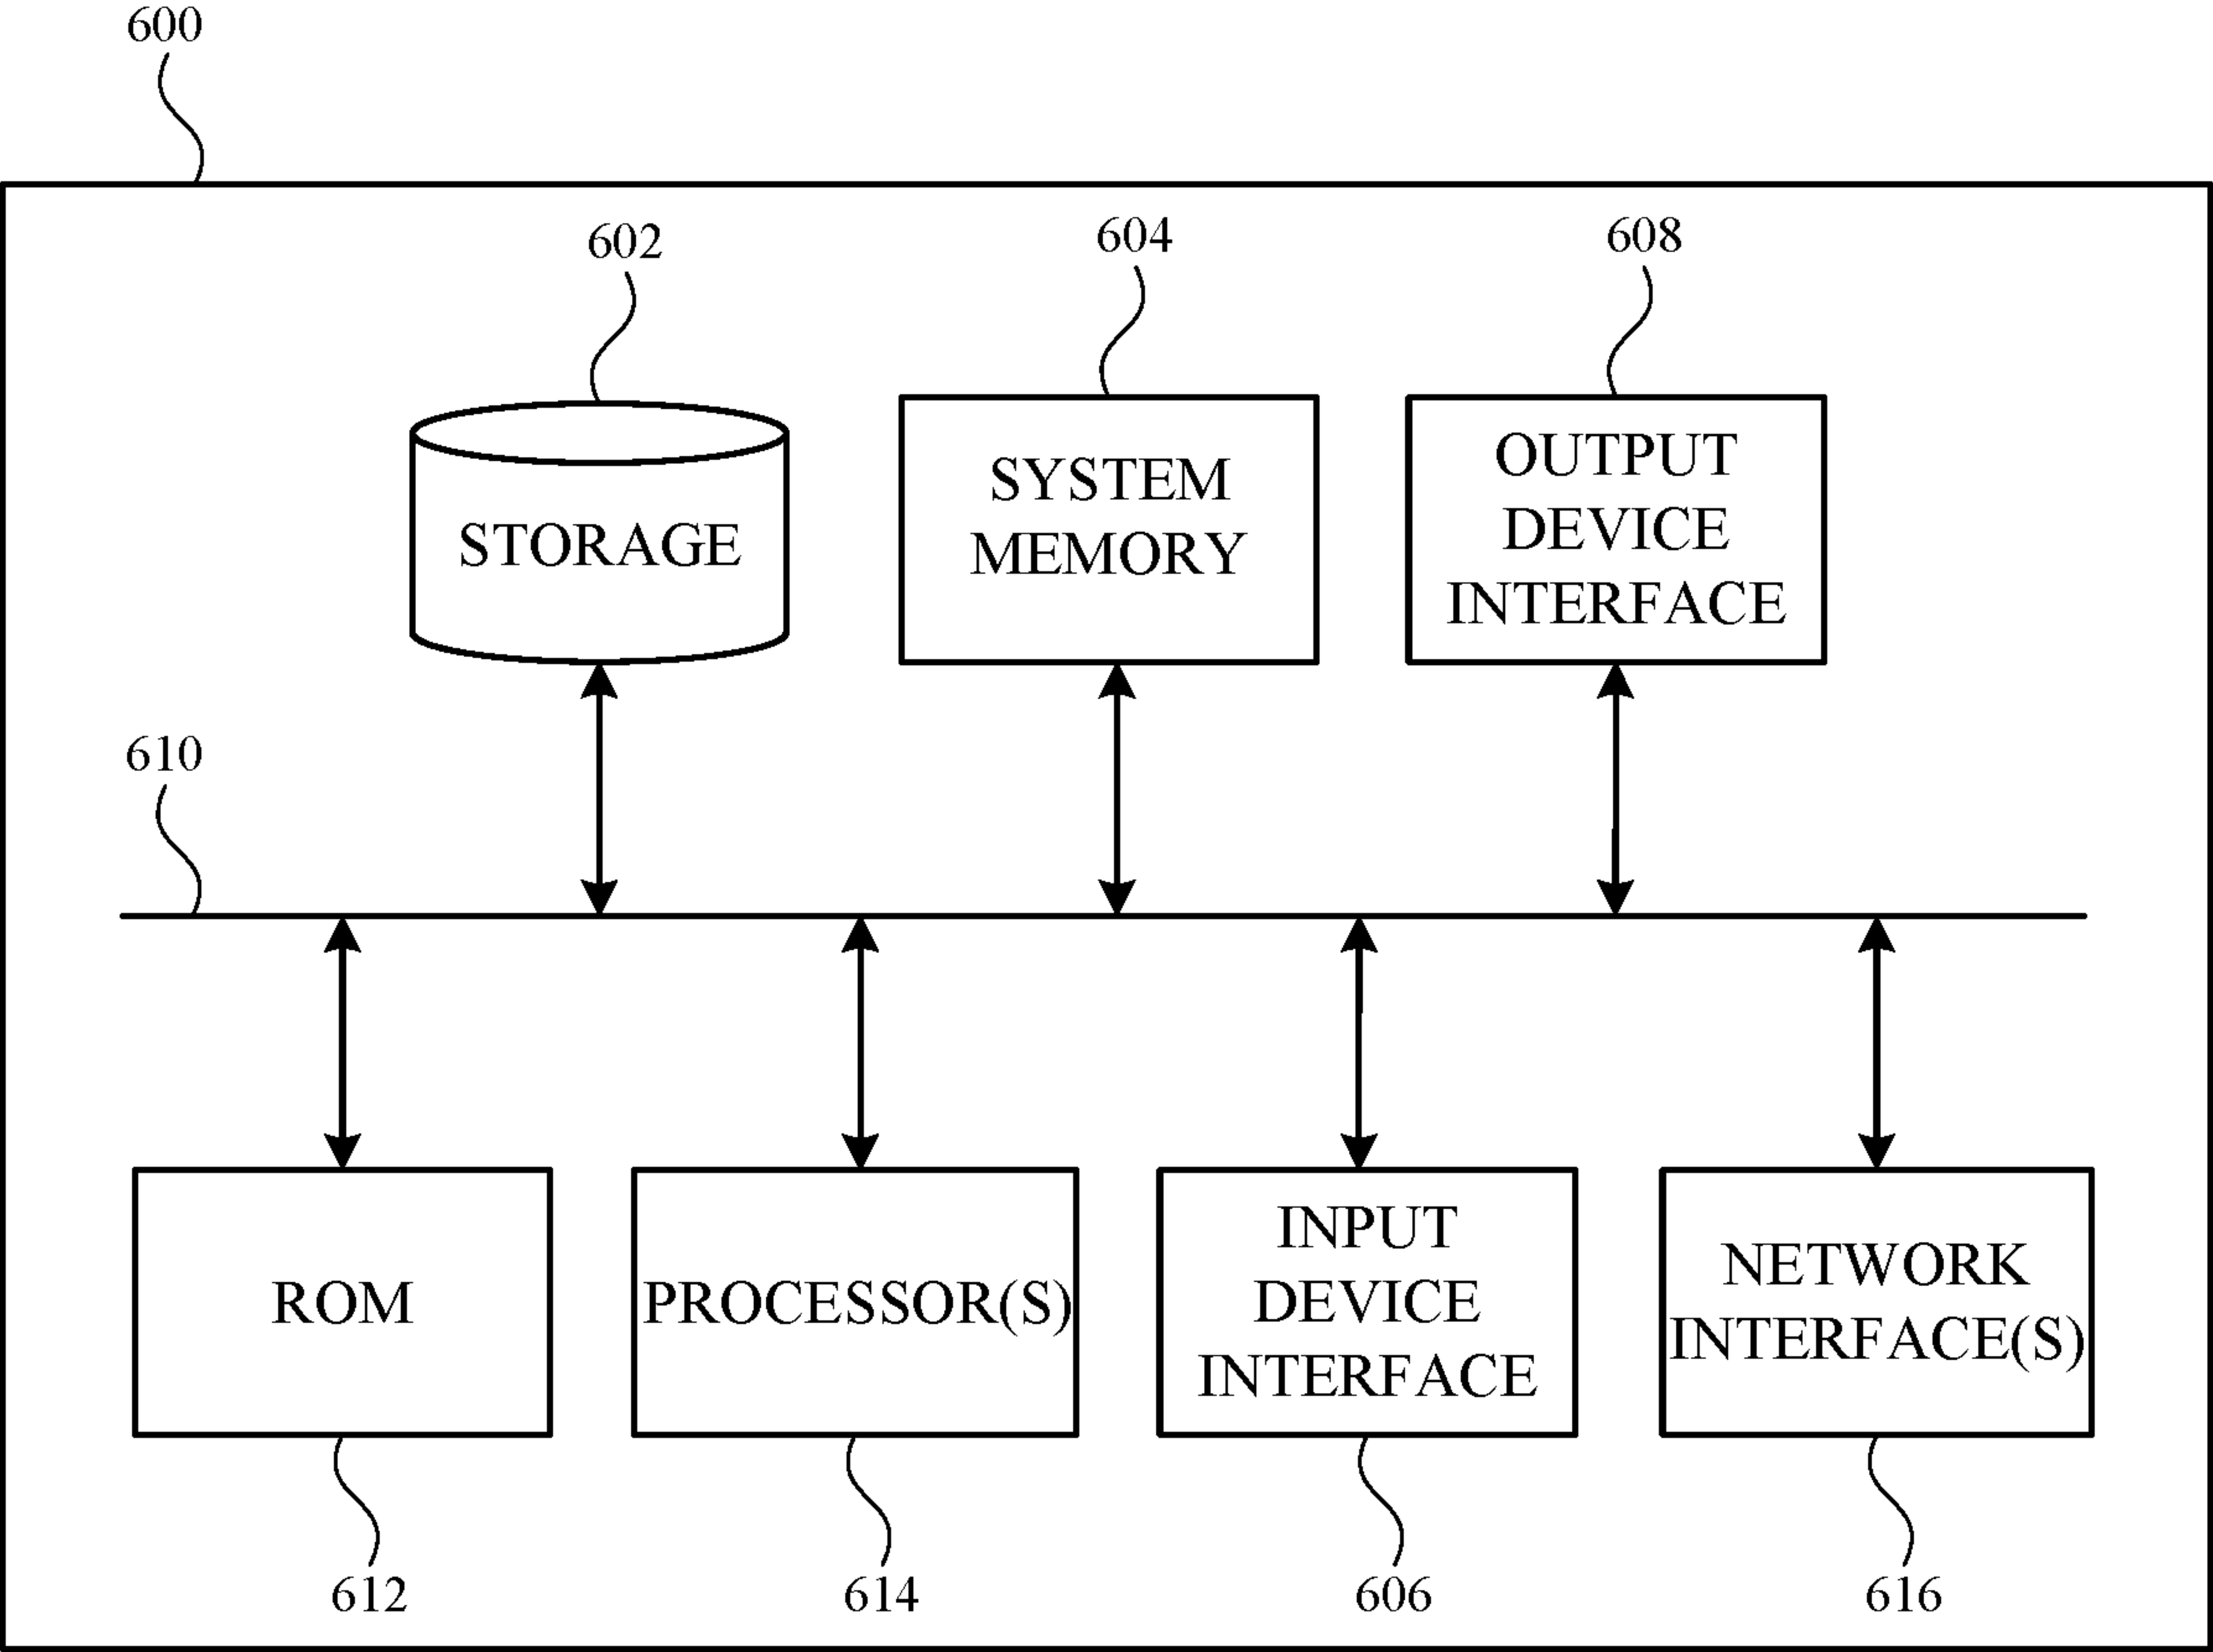 600
602
604
608
STORAGE
SYSTEM
MEMORY
OUTPUT
DEVICE
INTERFACE
610
ROM
PROCESSOR(S)
INPUT
DEVICE
INTERFACE
NETWORK
INTERFACE(S)
612
614
606
616